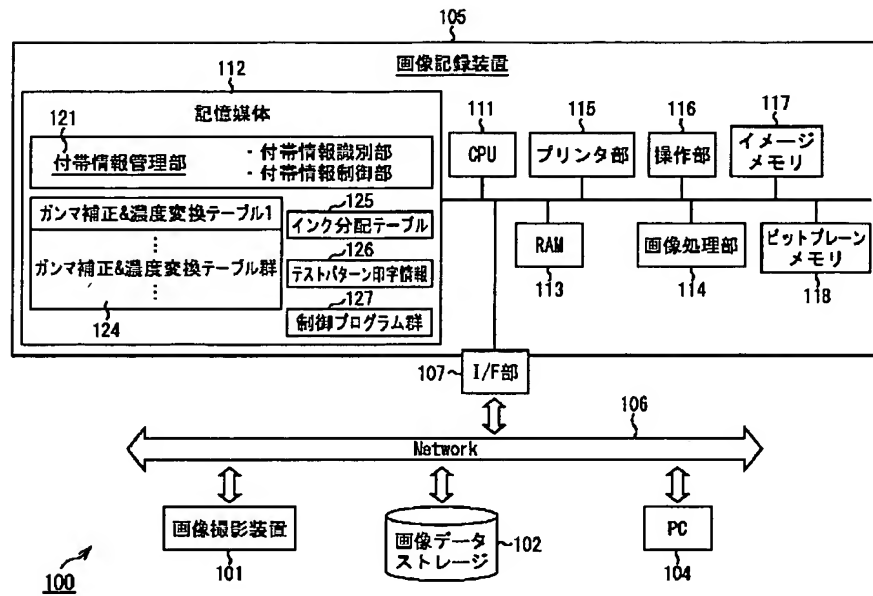 105
画像記録装置
112
記憶媒体
121
付帯情報管理部
・付帯情報識別部
・付帯情報制御部
ガンマ補正&濃度変換テーブル1
⋮
ガンマ補正&濃度変換テーブル群
⋮
124
125
インク分配テーブル
126
テストパターン印字情報
127
制御プログラム群
111
CPU
115
プリンタ部
116
操作部
117
イメージ
メモリ
RAM
113
画像処理部
114
ビットプレーン
メモリ
118
107
I/F部
106
Network
画像撮影装置
101
画像データ
ストレージ
102
PC
104
100